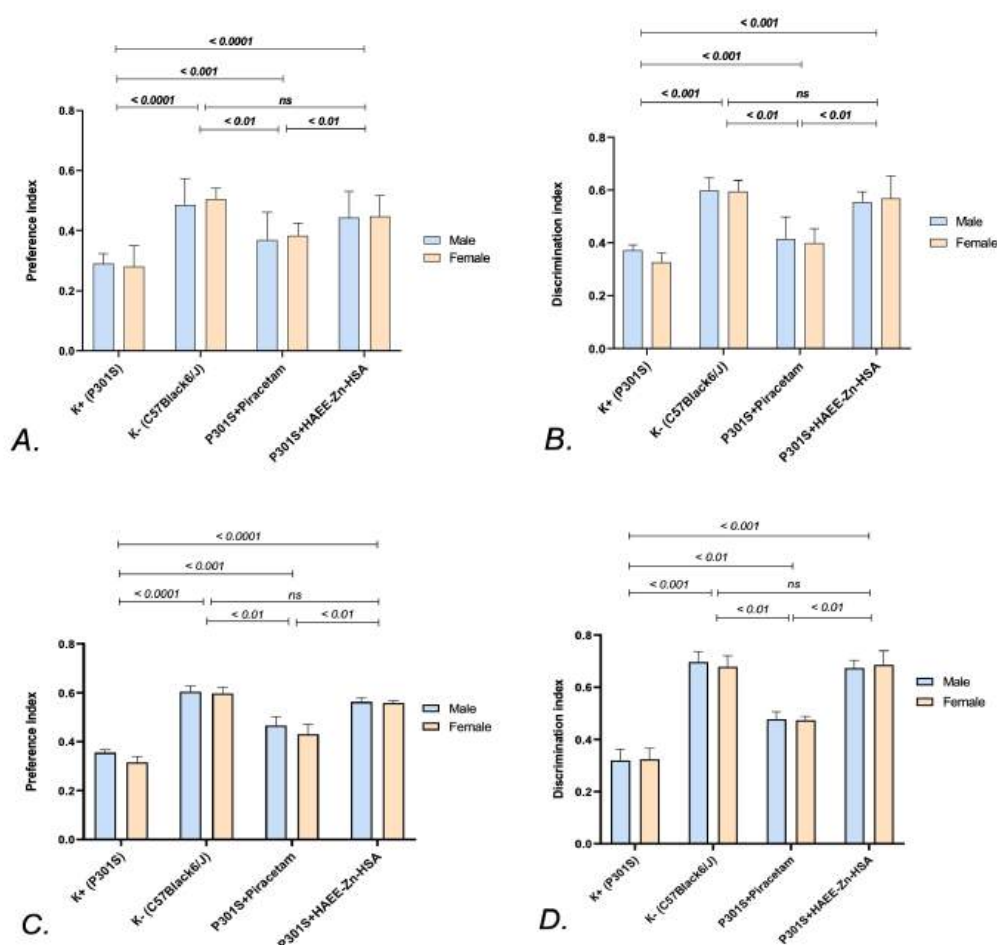 < 0.0001
< 0.001
< 0.0001
ns
< 0.01
< 0.01
0.8
0.6
0.4
0.2
0.0
Preference index
Male
Female
K+ (P301S)
K- (C57Black6/J)
P301S+Piracetam
P301S+HAEE-Zn-HSA
A.
< 0.001
< 0.001
< 0.001
ns
< 0.01
< 0.01
0.8
0.6
0.4
0.2
0.0
Discrimination index
Male
Female
K+ (P301S)
K- (C57Black6/J)
P301S+Piracetam
P301S+HAEE-Zn-HSA
B.
< 0.0001
< 0.001
< 0.0001
ns
< 0.01
< 0.01
0.8
0.6
0.4
0.2
0.0
Preference index
Male
Female
K+ (P301S)
K- (C57Black6/J)
P301S+Piracetam
P301S+HAEE-Zn-HSA
C.
< 0.001
< 0.01
< 0.001
ns
< 0.01
< 0.01
0.8
0.6
0.4
0.2
0.0
Discrimination index
Male
Female
K+ (P301S)
K- (C57Black6/J)
P301S+Piracetam
P301S+HAEE-Zn-HSA
D.